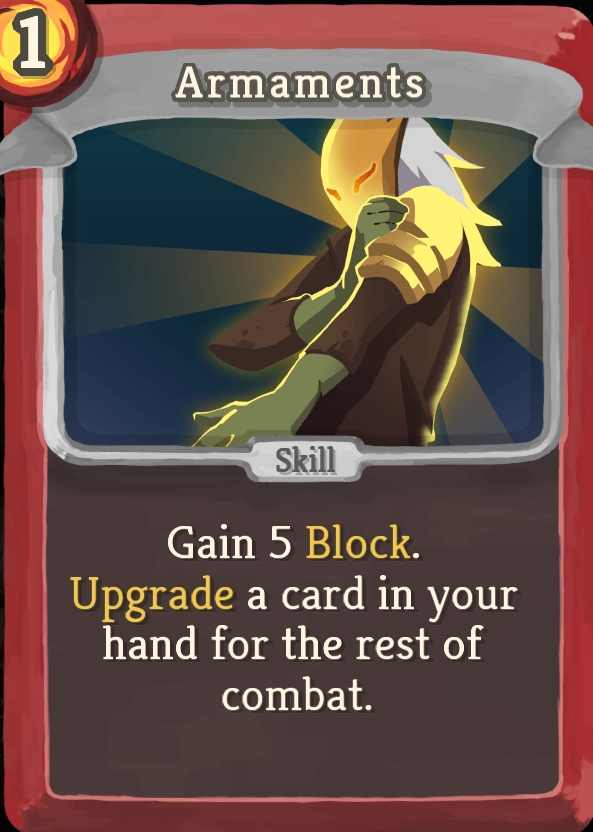 1
Armaments
Skill
Gain 5 Block.
Upgrade a card in your
hand for the rest of
combat.